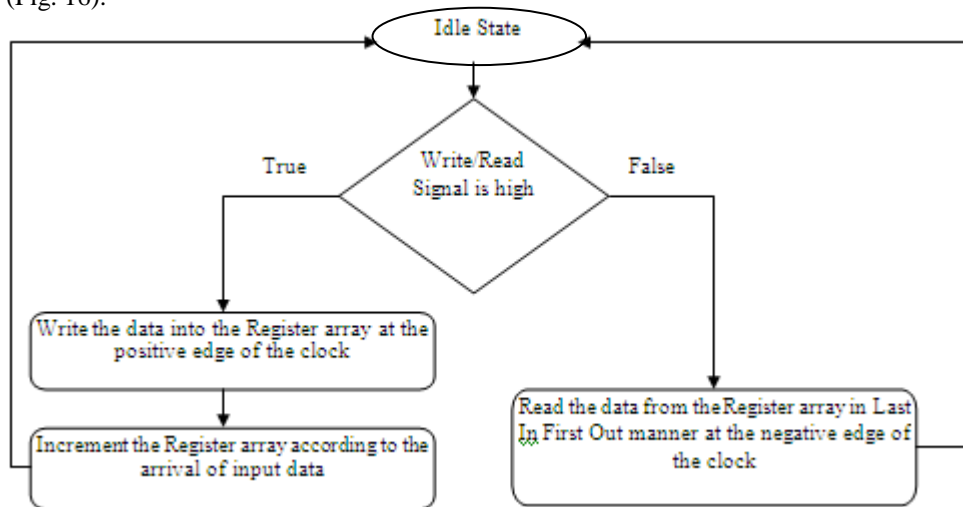 (Fig. 16).
Idle State
True
Write/Read
Signal is high
False
Write the data into the Register array at the
positive edge of the clock
Increment the Register array according to the
arrival of input data
Read the data from the Register array in Last
In First Out manner at the negative edge of
the clock